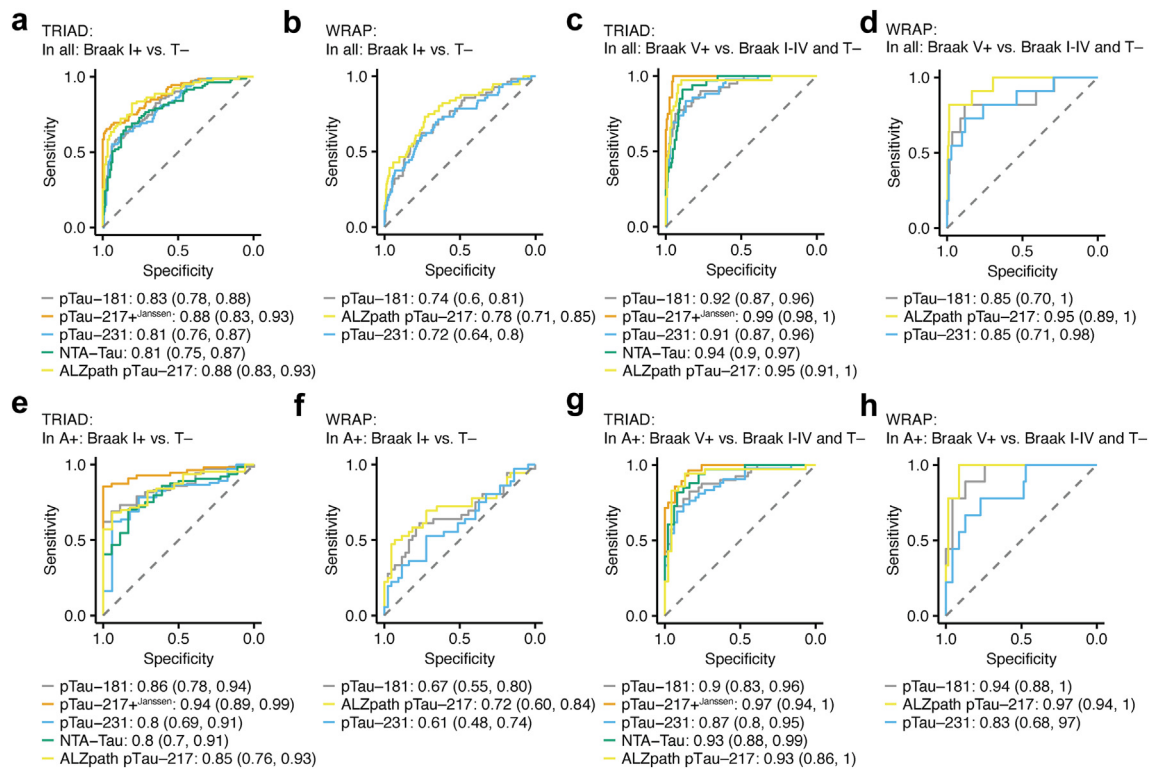 a
TRIAD:
In all: Braak I+ vs. T−
1.0
0.5
0.0
Sensitivity
1.0 0.5 0.0
Specificity
pTau−181: 0.83 (0.78, 0.88)
pTau−217+Janssen: 0.88 (0.83, 0.93)
pTau−231: 0.81 (0.76, 0.87)
NTA−Tau: 0.81 (0.75, 0.87)
ALZpath pTau−217: 0.88 (0.83, 0.93)
b
WRAP:
In all: Braak I+ vs. T−
1.0
0.5
0.0
Sensitivity
1.0 0.5 0.0
Specificity
pTau−181: 0.74 (0.6, 0.81)
ALZpath pTau−217: 0.78 (0.71, 0.85)
pTau−231: 0.72 (0.64, 0.8)
c
TRIAD:
In all: Braak V+ vs. Braak I-IV and T−
1.0
0.5
0.0
Sensitivity
1.0 0.5 0.0
Specificity
pTau−181: 0.92 (0.87, 0.96)
pTau−217+Janssen: 0.99 (0.98, 1)
pTau−231: 0.91 (0.87, 0.96)
NTA−Tau: 0.94 (0.9, 0.97)
ALZpath pTau−217: 0.95 (0.91, 1)
d
WRAP:
In all: Braak V+ vs. Braak I-IV and T−
1.0
0.5
0.0
Sensitivity
1.0 0.5 0.0
Specificity
pTau−181: 0.85 (0.70, 1)
ALZpath pTau−217: 0.95 (0.89, 1)
pTau−231: 0.85 (0.71, 0.98)
e
TRIAD:
In A+: Braak I+ vs. T−
1.0
0.5
0.0
Sensitivity
1.0 0.5 0.0
Specificity
pTau−181: 0.86 (0.78, 0.94)
pTau−217+Janssen: 0.94 (0.89, 0.99)
pTau−231: 0.8 (0.69, 0.91)
NTA−Tau: 0.8 (0.7, 0.91)
ALZpath pTau−217: 0.85 (0.76, 0.93)
f
WRAP:
In A+: Braak I+ vs. T−
1.0
0.5
0.0
Sensitivity
1.0 0.5 0.0
Specificity
pTau−181: 0.67 (0.55, 0.80)
ALZpath pTau−217: 0.72 (0.60, 0.84)
pTau−231: 0.61 (0.48, 0.74)
g
TRIAD:
In A+: Braak V+ vs. Braak I-IV and T−
1.0
0.5
0.0
Sensitivity
1.0 0.5 0.0
Specificity
pTau−181: 0.9 (0.83, 0.96)
pTau−217+Janssen: 0.97 (0.94, 1)
pTau−231: 0.87 (0.8, 0.95)
NTA−Tau: 0.93 (0.88, 0.99)
ALZpath pTau−217: 0.93 (0.86, 1)
h
WRAP:
In A+: Braak V+ vs. Braak I-IV and T−
1.0
0.5
0.0
Sensitivity
1.0 0.5 0.0
Specificity
pTau−181: 0.94 (0.88, 1)
ALZpath pTau−217: 0.97 (0.94, 1)
pTau−231: 0.83 (0.68, 97)